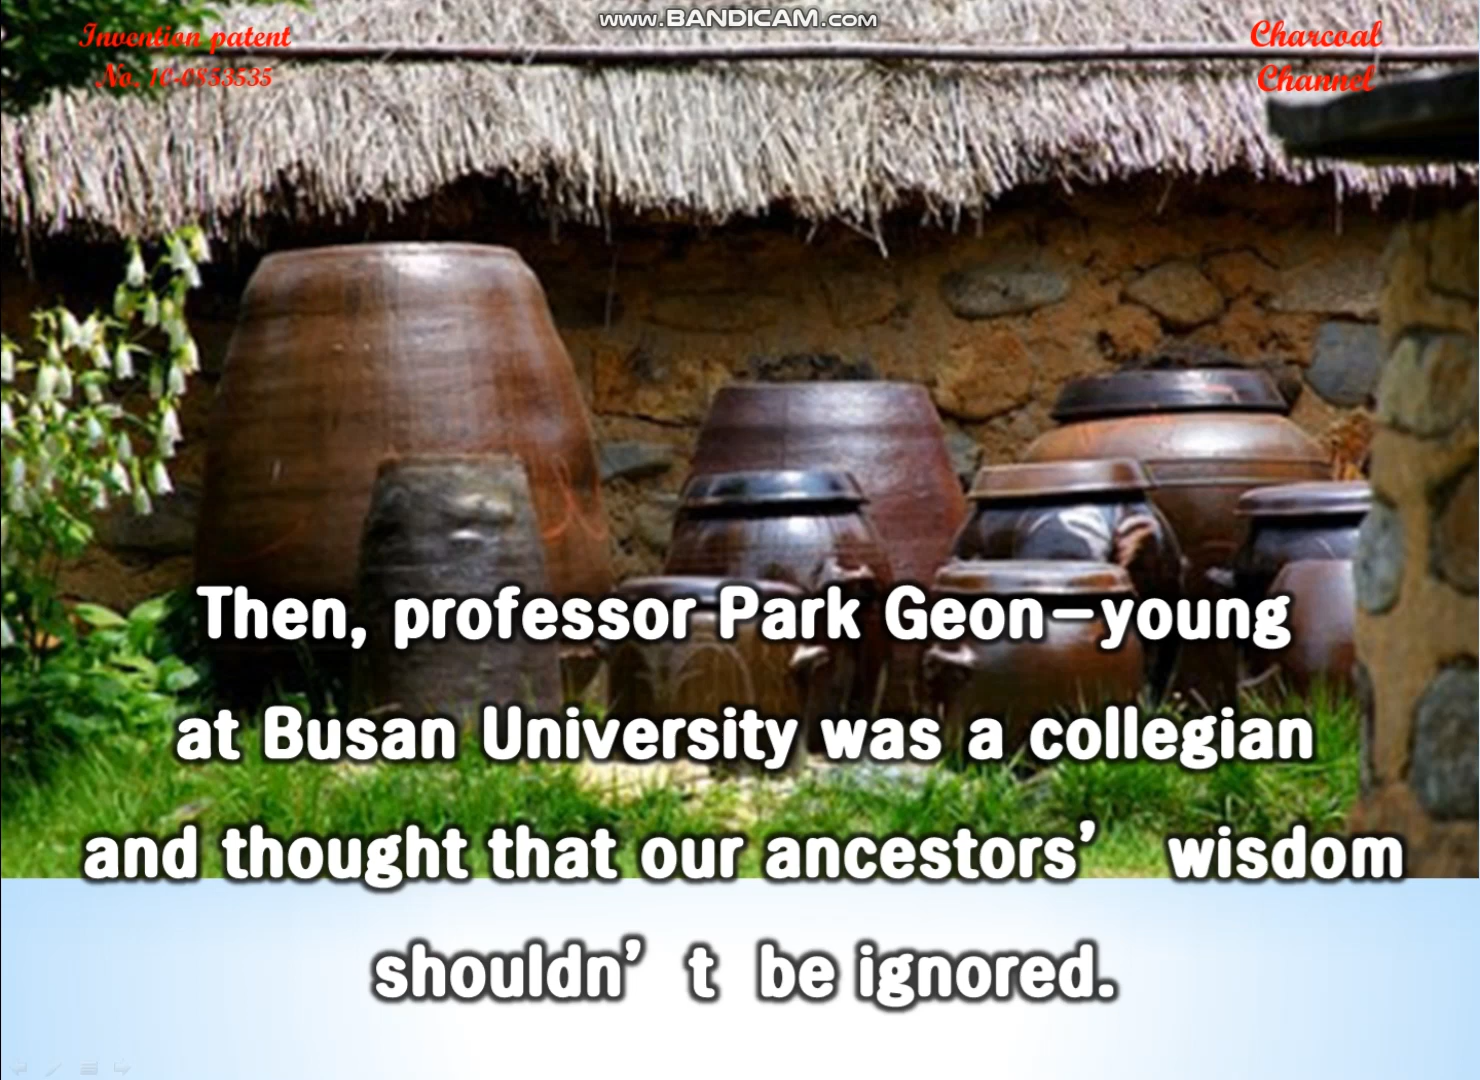 www.BANDICAM.com
Invention patent
No. 10-0853535
Charcoal
Channel
Then, professor Park Geon-young
at Busan University was a collegian
and thought that our ancestors’ wisdom
shouldn’ t be ignored.